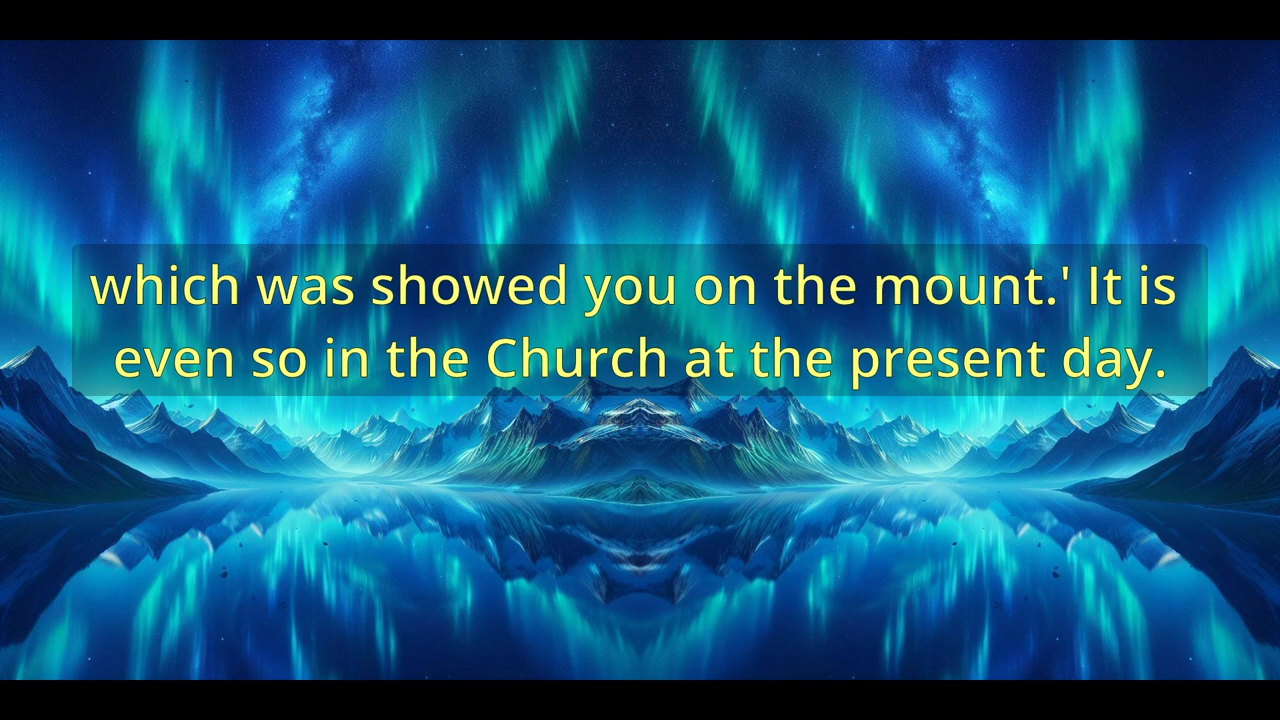 which was showed you on the mount.' It is
even so in the Church at the present day.